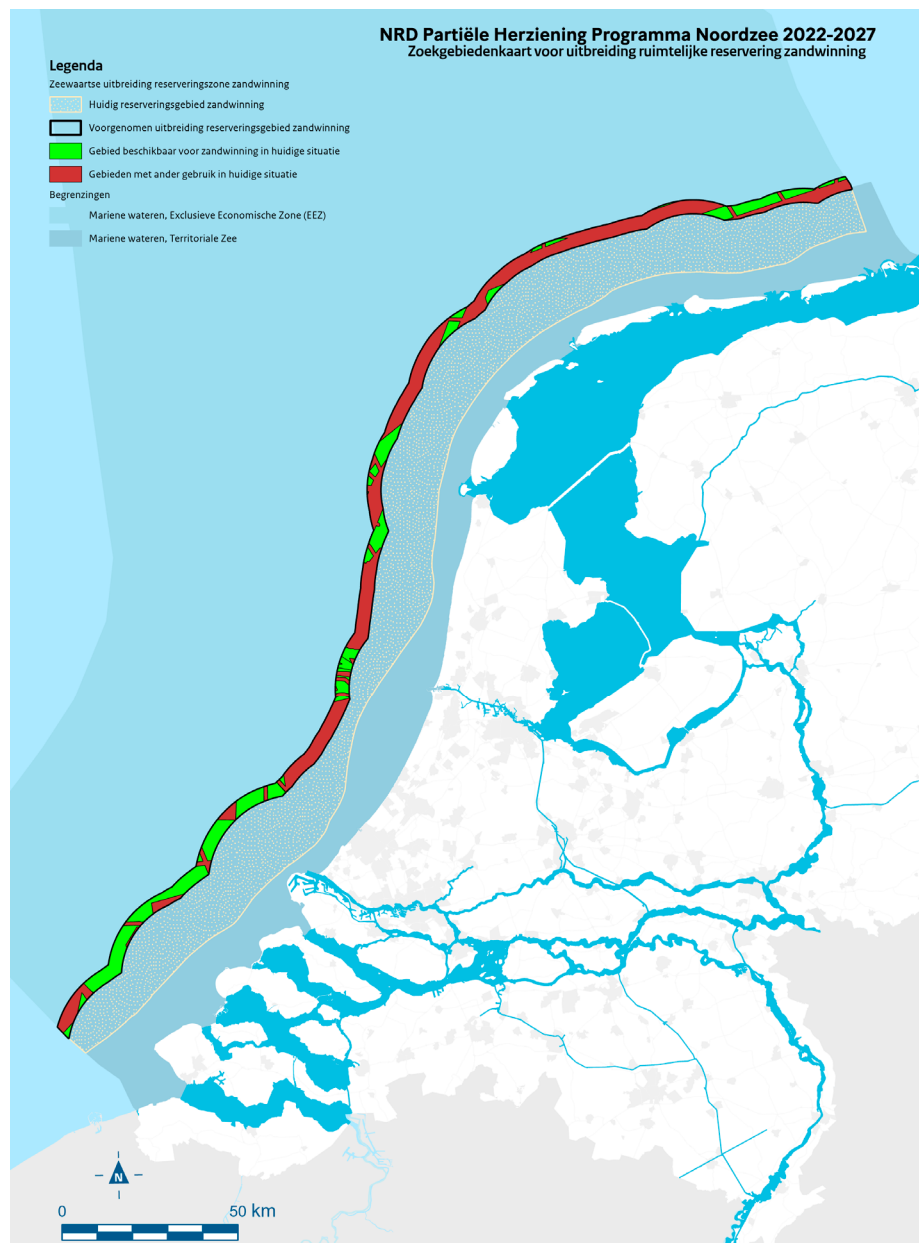 NRD Partiële Herziening Programma Noordzee 2022-2027
Zoekgebiedenkaart voor uitbreiding ruimtelijke reservering zandwinning
Legenda
Zeewaartse uitbreiding reserveringszone zandwinning
Huidig reserveringsgebied zandwinning
Voorgenomen uitbreiding reserveringsgebied zandwinning
Gebied beschikbaar voor zandwinning in huidige situatie
Gebieden met ander gebruik in huidige situatie
Begrenzingen
Mariene wateren, Exclusieve Economische Zone (EEZ)
Mariene wateren, Territoriale Zee
N
0 50 km